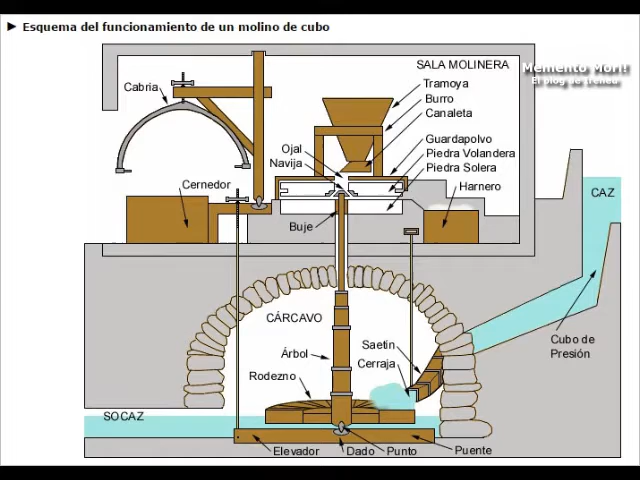 ► Esquema del funcionamiento de un molino de cubo
SALA MOLINERA
Memento Mori!
El blog de Irenea
Cabria
Tramoya
Burro
Canaleta
Guardapolvo
Ojal
Piedra Volandera
Navija
Piedra Solera
Cernedor
Harnero
CAZ
Buje
CÁRCAVO
Saetin
Cubo de
Presión
Árbol
Cerraja
Rodezno
SOCAZ
Elevador
Dado
Punto
Puente